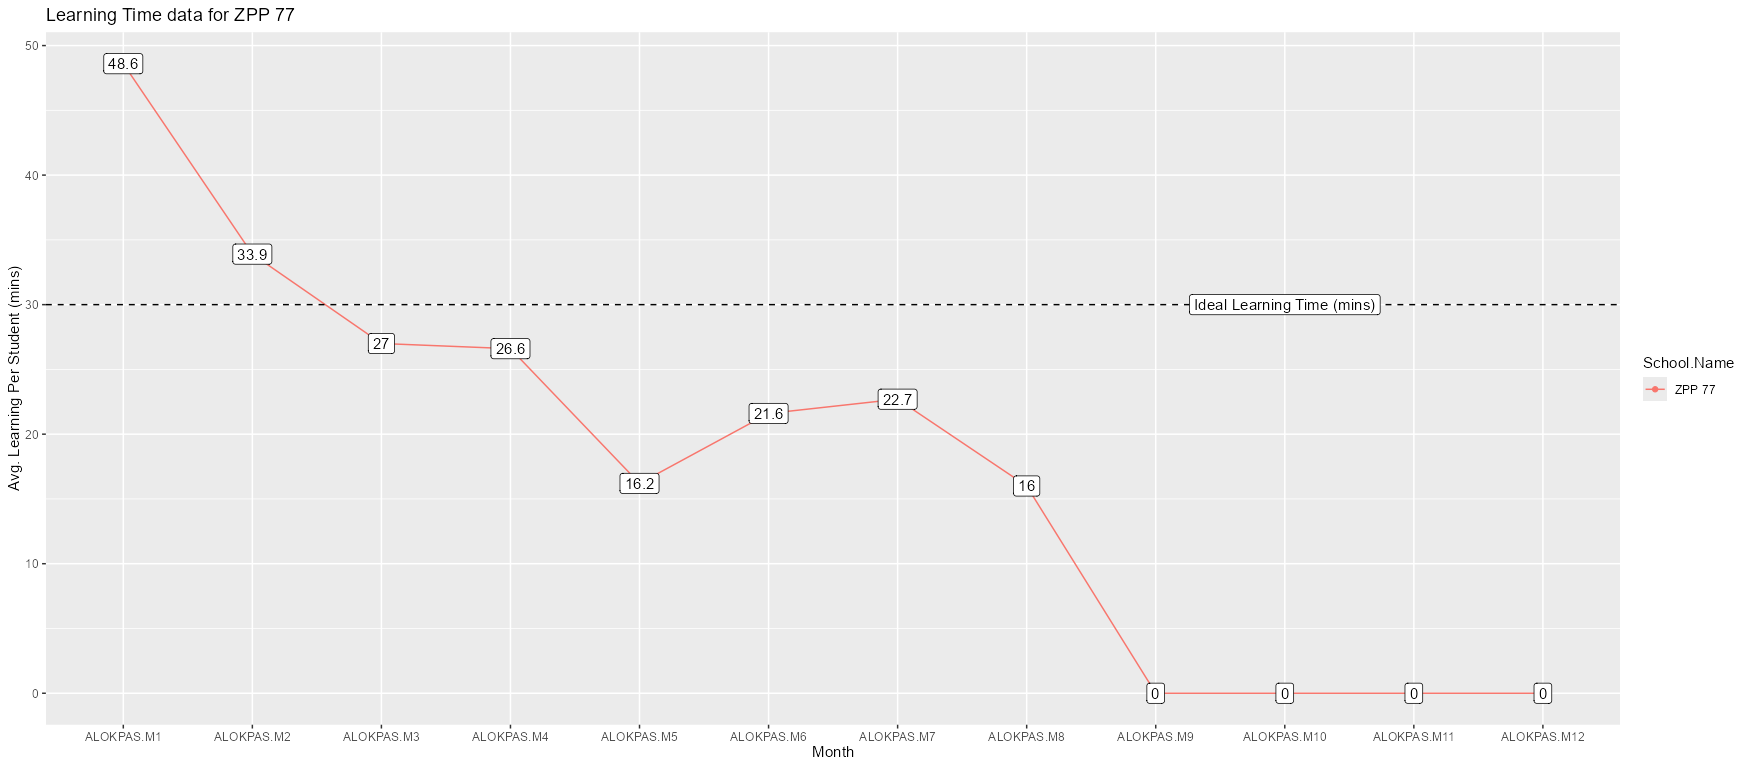 Learning Time data for ZPP 77
Avg. Learning Per Student (mins)
50
40
30
20
10
0
48.6
33.9
27
26.6
16.2
21.6
22.7
16
0
0
0
0
Ideal Learning Time (mins)
ALOKPAS.M1 ALOKPAS.M2 ALOKPAS.M3 ALOKPAS.M4 ALOKPAS.M5 ALOKPAS.M6 ALOKPAS.M7 ALOKPAS.M8 ALOKPAS.M9 ALOKPAS.M10 ALOKPAS.M11 ALOKPAS.M12
Month
School.Name
ZPP 77